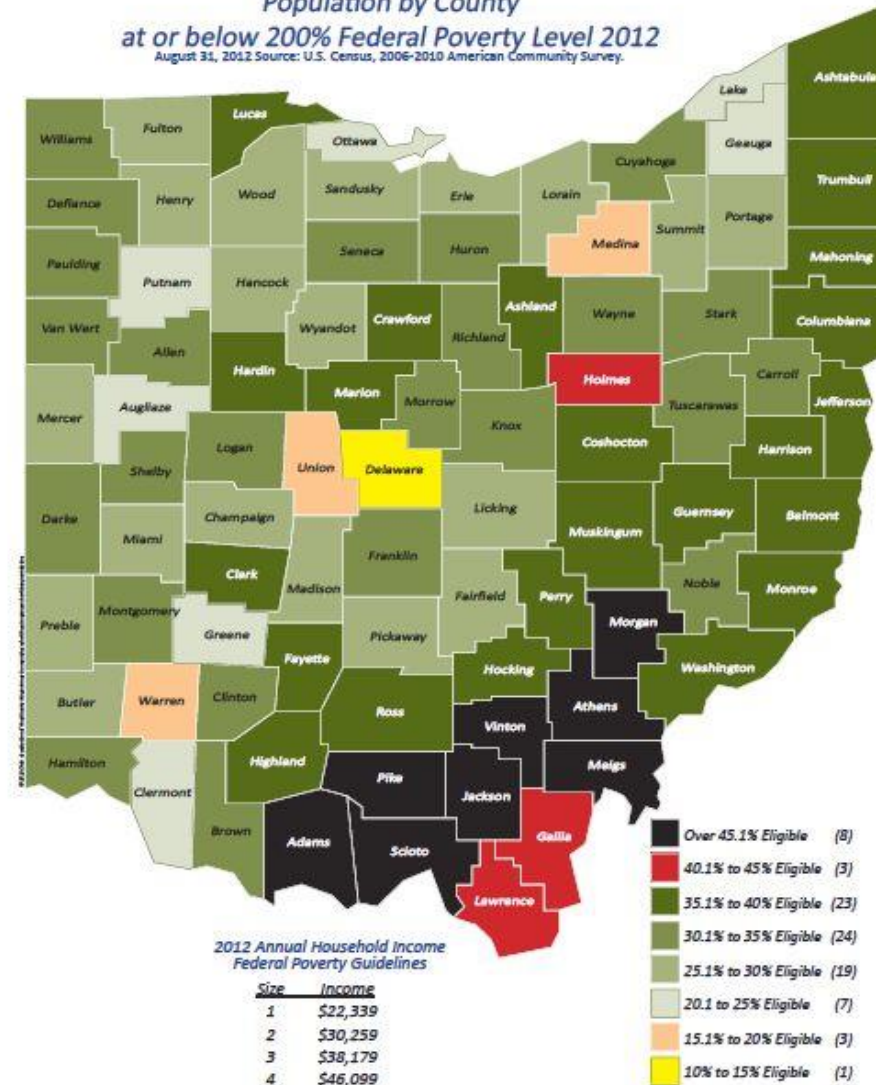 Population by County
at or below 200% Federal Poverty Level 2012
August 31, 2012 Source: U.S. Census, 2006-2010 American Community Survey.
Williams
Fulton
Lucas
Ottawa
Lake
Ashtabula
Geauga
Cuyahoga
Defiance
Henry
Wood
Sandusky
Erie
Lorain
Trumbull
Paulding
Seneca
Huron
Medina
Summit
Portage
Mahoning
Putnam
Hancock
Van Wert
Allen
Wyandot
Crawford
Richland
Ashland
Wayne
Stark
Columbiana
Hardin
Marion
Morrow
Holmes
Carroll
Mercer
Auglaze
Knox
Tuscarawas
Jefferson
Shelby
Logan
Union
Delaware
Coshocton
Harrison
Darke
Miami
Champaign
Licking
Muskingum
Guernsey
Belmont
Clark
Madison
Franklin
Fairfield
Perry
Noble
Monroe
Preble
Montgomery
Greene
Pickaway
Morgan
Fayette
Hocking
Washington
Butler
Warren
Clinton
Ross
Vinton
Athens
Hamilton
Highland
Pike
Jackson
Meigs
Clermont
Brown
Adams
Scioto
Gallia
Lawrence
Over 45.1% Eligible (8)
40.1% to 45% Eligible (3)
35.1% to 40% Eligible (23)
30.1% to 35% Eligible (24)
25.1% to 30% Eligible (19)
20.1 to 25% Eligible (7)
15.1% to 20% Eligible (3)
10% to 15% Eligible (1)
2012 Annual Household Income
Federal Poverty Guidelines
Size Income
1 $22,339
2 $30,259
3 $38,179
4 $46,099